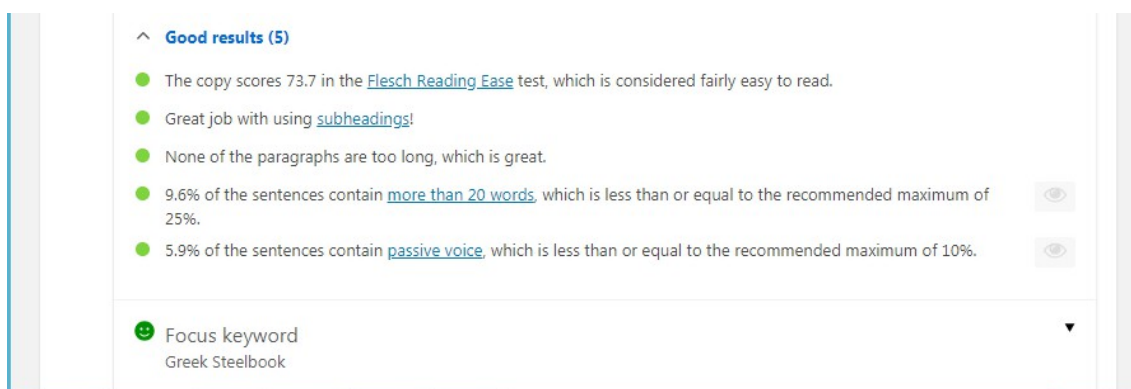 Good results (5)
The copy scores 73.7 in the Flesch Reading Ease test, which is considered fairly easy to read.
Great job with using subheadings!
None of the paragraphs are too long, which is great.
9.6% of the sentences contain more than 20 words, which is less than or equal to the recommended maximum of
25%.
5.9% of the sentences contain passive voice, which is less than or equal to the recommended maximum of 10%.
Focus keyword
Greek Steelbook